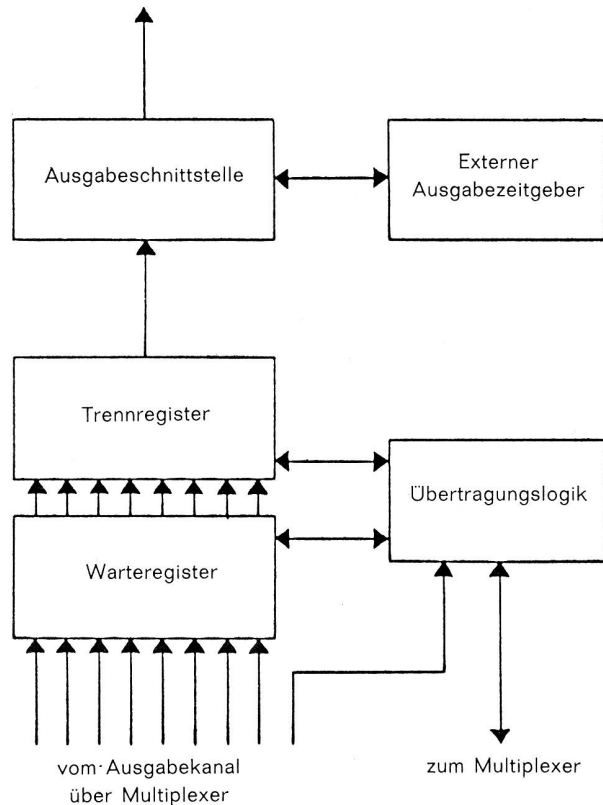 Ausgabeschnittstelle
Externer
Ausgabezeitgeber
Trennregister
Übertragungslogik
Warteregister
vom Ausgabekanal
über Multiplexer
zum Multiplexer